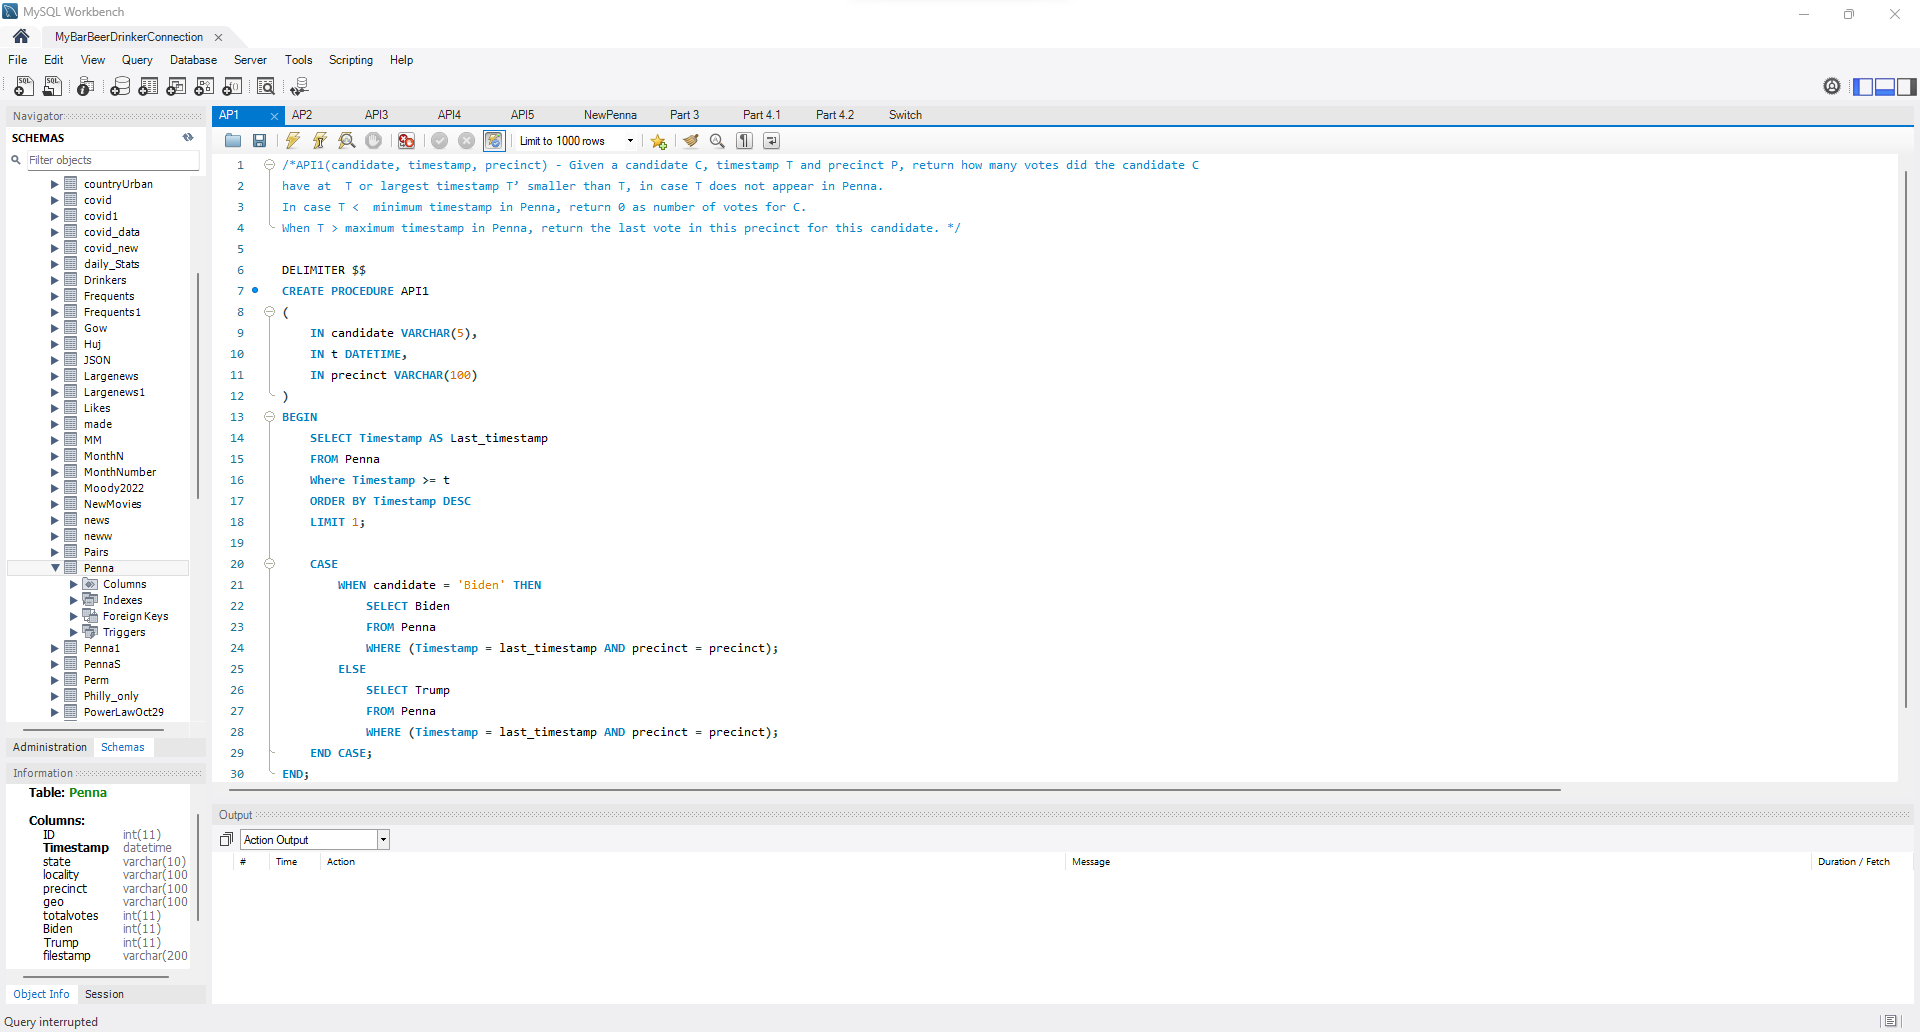 MySQL Workbench
MyBarBeerDrinkerConnection
File Edit View Query Database Server Tools Scripting Help
Navigator
SCHEMAS
Filter objects
countryUrban
covid
covid1
covid_data
covid_new
daily_Stats
Drinkers
Frequents
Frequents1
Gow
Huj
JSON
Largenews
Largenews1
Likes
made
MM
MonthN
MonthNumber
Moody2022
NewMovies
news
neww
Pairs
Penna
Columns
Indexes
Foreign Keys
Triggers
Penna1
PennaS
Perm
Philly_only
PowerLawOct29
Administration Schemas
Information
Table: Penna
Columns:
ID int(11)
Timestamp datetime
state varchar(10)
locality varchar(100
precinct varchar(100
geo varchar(100
totalvotes int(11)
Biden int(11)
Trump int(11)
filestamp varchar(200
Object Info Session
Query interrupted
API1 API2 API3 API4 API5 NewPenna Part 3 Part 4.1 Part 4.2 Switch
Limit to 1000 rows
1 /*API1(candidate, timestamp, precinct) - Given a candidate C, timestamp T and precinct P, return how many votes did the candidate C
2 have at  T or largest timestamp T’ smaller than T, in case T does not appear in Penna.
3 In case T <  minimum timestamp in Penna, return 0 as number of votes for C.
4 When T > maximum timestamp in Penna, return the last vote in this precinct for this candidate. */
5
6 DELIMITER $$
7 CREATE PROCEDURE API1
8 (
9 IN candidate VARCHAR(5),
10 IN t DATETIME,
11 IN precinct VARCHAR(100)
12 )
13 BEGIN
14 SELECT Timestamp AS Last_timestamp
15 FROM Penna
16 Where Timestamp >= t
17 ORDER BY Timestamp DESC
18 LIMIT 1;
19
20 CASE
21 WHEN candidate = 'Biden' THEN
22 SELECT Biden
23 FROM Penna
24 WHERE (Timestamp = last_timestamp AND precinct = precinct);
25 ELSE
26 SELECT Trump
27 FROM Penna
28 WHERE (Timestamp = last_timestamp AND precinct = precinct);
29 END CASE;
30 END;
Output
Action Output
# Time Action Message Duration / Fetch